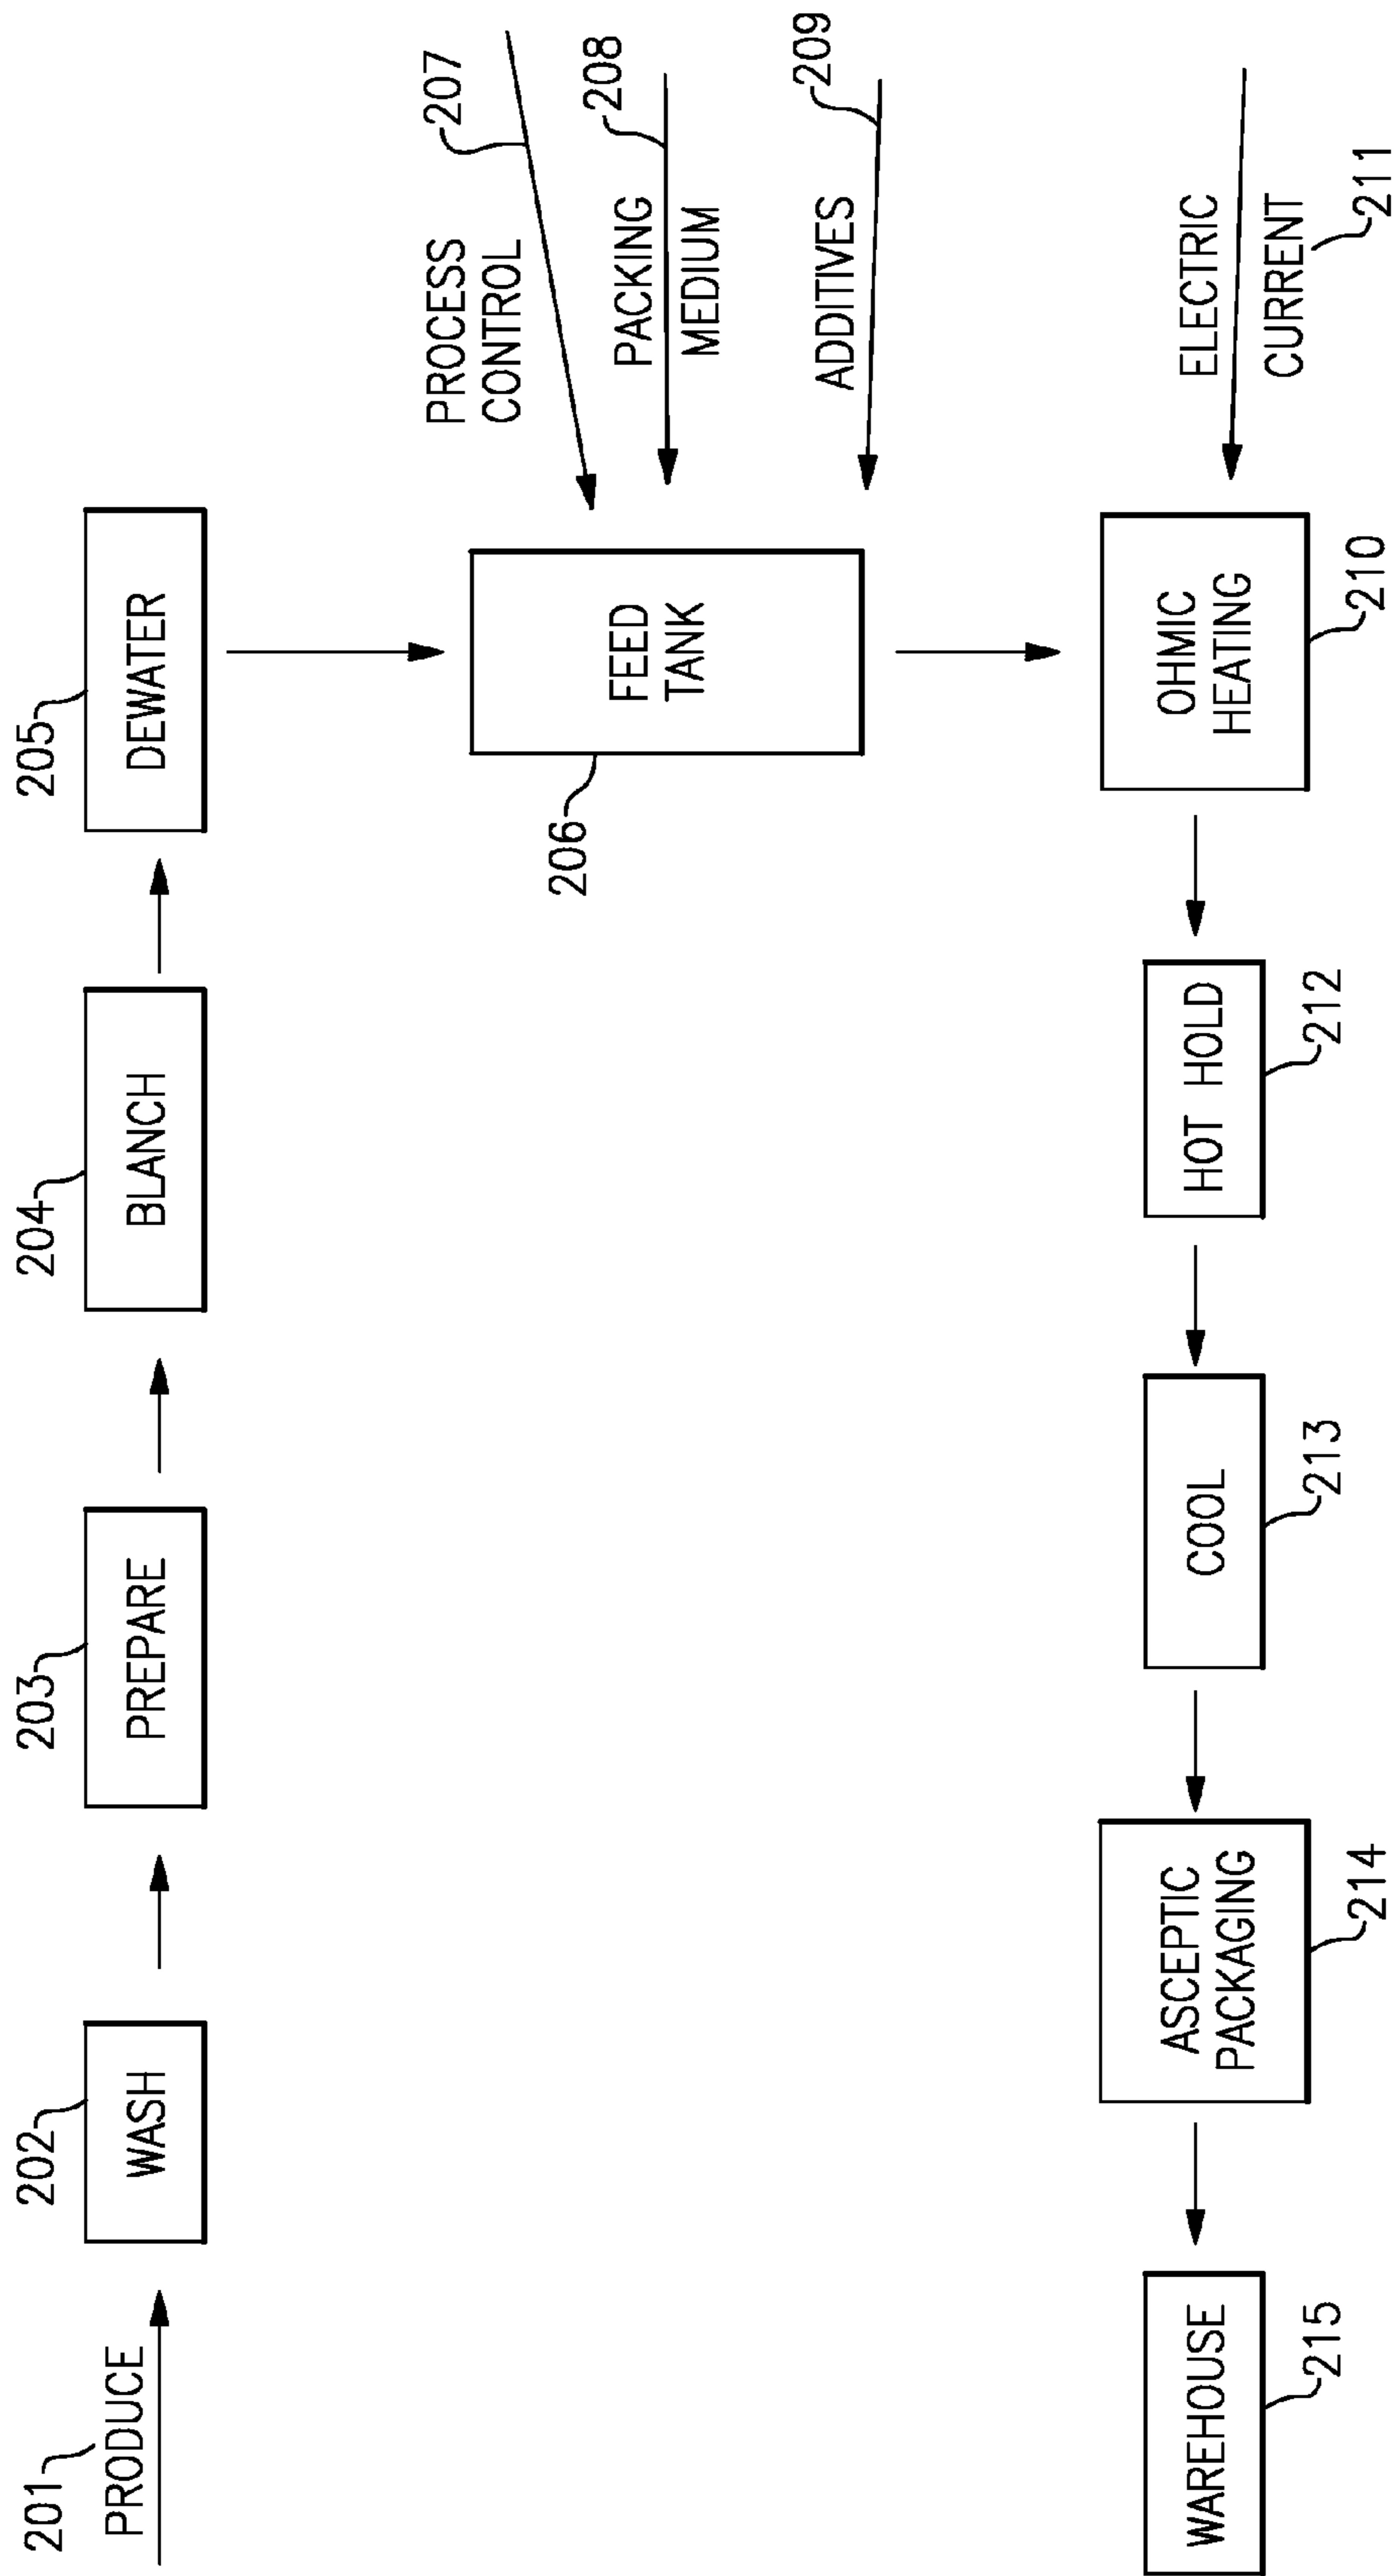 201
PRODUCE
202
WASH
203
PREPARE
204
BLANCH
205
DEWATER
206
FEED
TANK
PROCESS
CONTROL
207
PACKING
MEDIUM
208
ADDITIVES
209
OHMIC
HEATING
210
ELECTRIC
CURRENT
211
HOT HOLD
212
COOL
213
ASCEPTIC
PACKAGING
214
WAREHOUSE
215